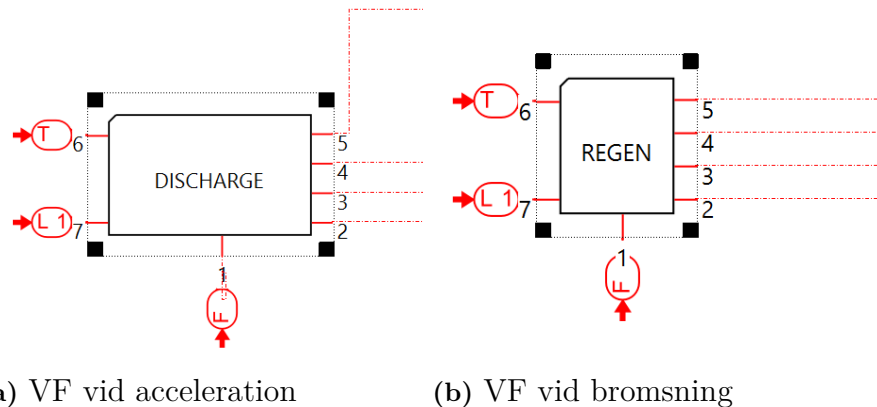 T
6
L 1
7
DISCHARGE
5
4
3
2
1
F
T
6
L 1
7
REGEN
5
4
3
2
1
F
a) VF vid acceleration
(b) VF vid bromsning